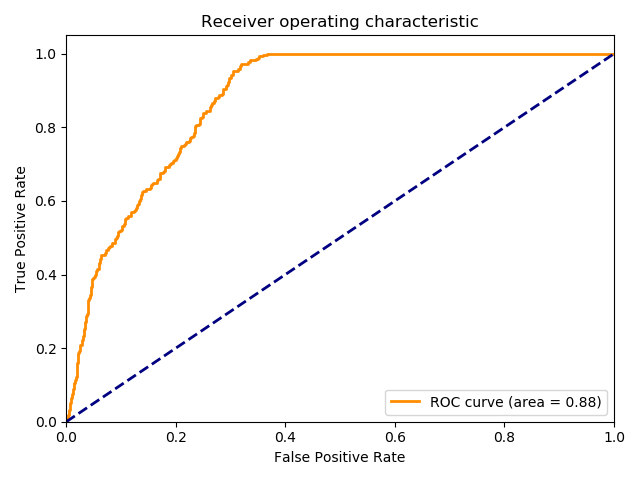 Receiver operating characteristic
1.0
0.8
0.6
0.4
0.2
0.0
True Positive Rate
0.0 0.2 0.4 0.6 0.8 1.0
False Positive Rate
ROC curve (area = 0.88)